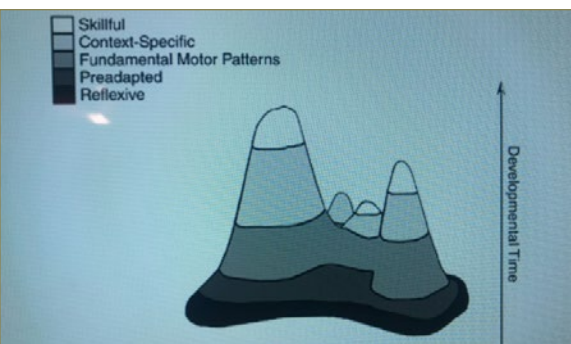 Skillful
Context-Specific
Fundamental Motor Patterns
Preadapted
Reflexive
Developmental Time